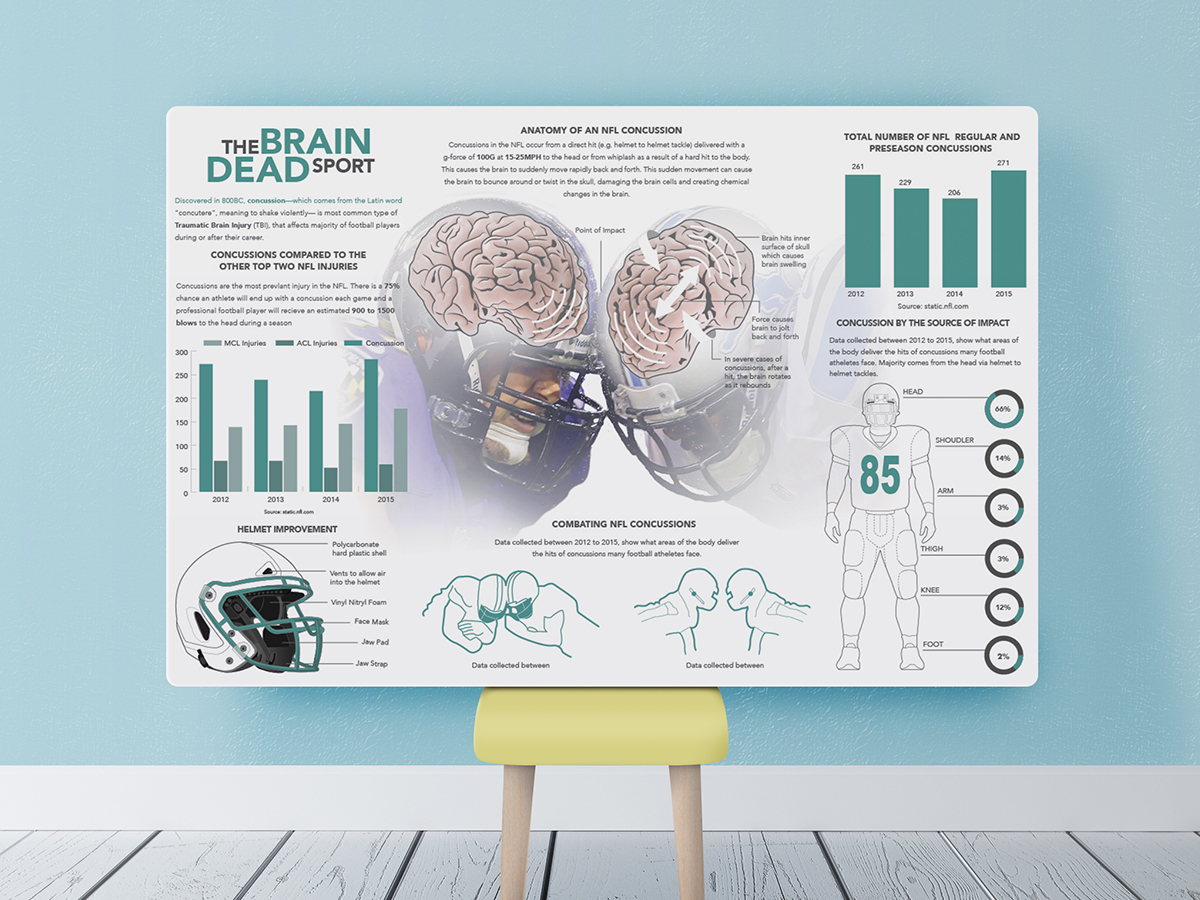 THE BRAIN
DEAD SPORT
Discovered in 800BC, concussion—which comes from the Latin word
"concutere", meaning to shake violently— is most common type of
Traumatic Brain Injury (TBI), that affects majority of football players
during or after their career.
CONCUSSIONS COMPARED TO THE
OTHER TOP TWO NFL INJURIES
Concussions are the most prevlant injury in the NFL. There is a 75%
chance an athlete will end up with a concussion each game and a
professional football player will recieve an estimated 900 to 1500
blows to the head during a season
MCL Injuries ACL Injuries Concussion
300
250
200
150
100
50
0
2012 2013 2014 2015
Source: static.nfl.com
HELMET IMPROVEMENT
Polycarbonate
hard plastic shell
Vents to allow air
into the helmet
Vinyl Nitryl Foam
Face Mask
Jaw Pad
Jaw Strap
ANATOMY OF AN NFL CONCUSSION
Concussions in the NFL occur from a direct hit (e.g. helmet to helmet tackle) delivered with a
g-force of 100G at 15-25MPH to the head or from whiplash as a result of a hard hit to the body.
This causes the brain to suddenly move rapidly back and forth. This sudden movement can cause
the brain to bounce around or twist in the skull, damaging the brain cells and creating chemical
changes in the brain.
Point of Impact
Brain hits inner
surface of skull
which causes
brain swelling
Force causes
brain to jolt
back and forth
In severe cases of
concussions, after a
hit, the brain rotates
as it rebounds
COMBATING NFL CONCUSSIONS
Data collected between 2012 to 2015, show what areas of the body deliver
the hits of concussions many football atheletes face.
Data collected between
Data collected between
TOTAL NUMBER OF NFL REGULAR AND
PRESEASON CONCUSSIONS
261
229
206
271
2012 2013 2014 2015
Source: static.nfl.com
CONCUSSION BY THE SOURCE OF IMPACT
Data collected between 2012 to 2015, show what areas of
the body deliver the hits of concussions many football
atheletes face. Majority comes from the head via helmet to
helmet tackles.
HEAD
66%
SHOUDLER
14%
85
ARM
3%
THIGH
3%
KNEE
12%
FOOT
2%